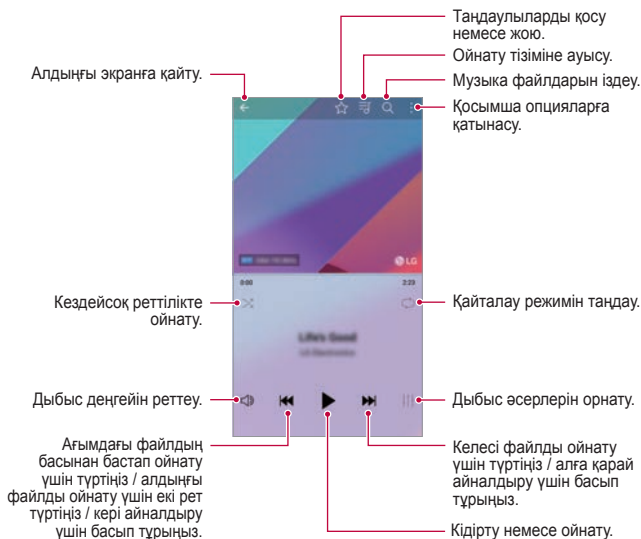 Таңдаулыларды қосу
немесе жою.
Ойнату тізіміне ауысу.
Алдыңғы экранға қайту.
Музыка файлдарын іздеу.
Қосымша опцияларға
қатынасу.
LG
0:00
2:23
Кездейсоқ реттілікте
ойнату.
Қайталау режимін таңдау.
Life's Good
LG Electronics
Дыбыс деңгейін реттеу.
Дыбыс әсерлерін орнату.
Ағымдағы файлдың
басынан бастап ойнату
үшін түртіңіз / алдыңғы
файлды ойнату үшін екі рет
түртіңіз / кері айналдыру
үшін басып тұрыңыз.
Келесі файлды ойнату
үшін түртіңіз / алға қарай
айналдыру үшін басып
тұрыңыз.
Кідірту немесе ойнату.